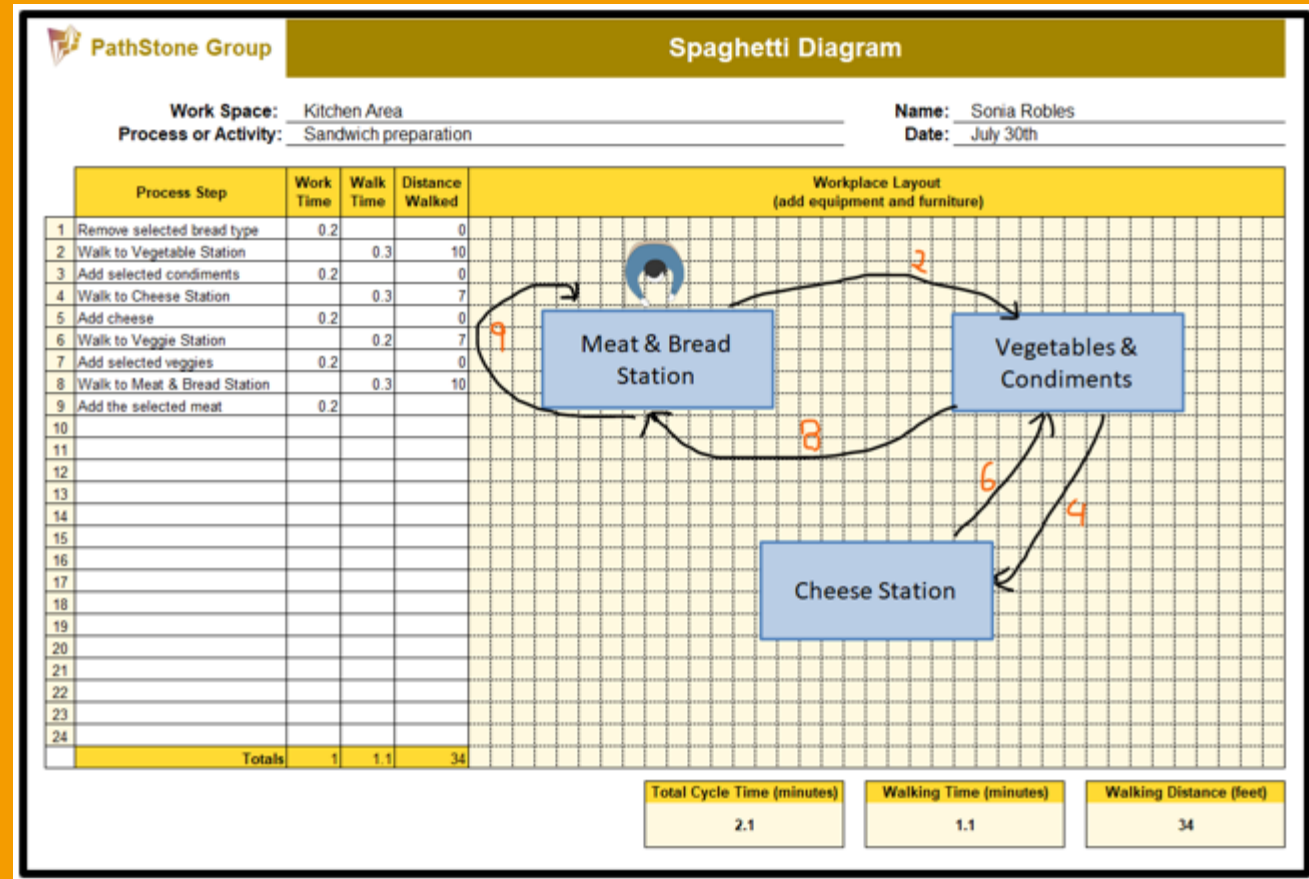 PathStone Group
Spaghetti Diagram
Work Space: Kitchen Area
Name: Sonia Robles
Process or Activity: Sandwich preparation
Date: July 30th
Process Step Work Time Walk Time Distance Walked
Workplace Layout
(add equipment and furniture)
1 Remove selected bread type 0.2 0
2 Walk to Vegetable Station 0.3 10
3 Add selected condiments 0.2 0
4 Walk to Cheese Station 0.3 7
5 Add cheese 0.2 0
6 Walk to Veggie Station 0.2 7
7 Add selected veggies 0.2 0
8 Walk to Meat & Bread Station 0.3 10
9 Add the selected meat 0.2
10
11
12
13
14
15
16
17
18
19
20
21
22
23
24
Totals 1 1.1 34
2
9
Meat & Bread
Station
Vegetables &
Condiments
8
6
4
Cheese Station
Total Cycle Time (minutes)
2.1
Walking Time (minutes)
1.1
Walking Distance (feet)
34